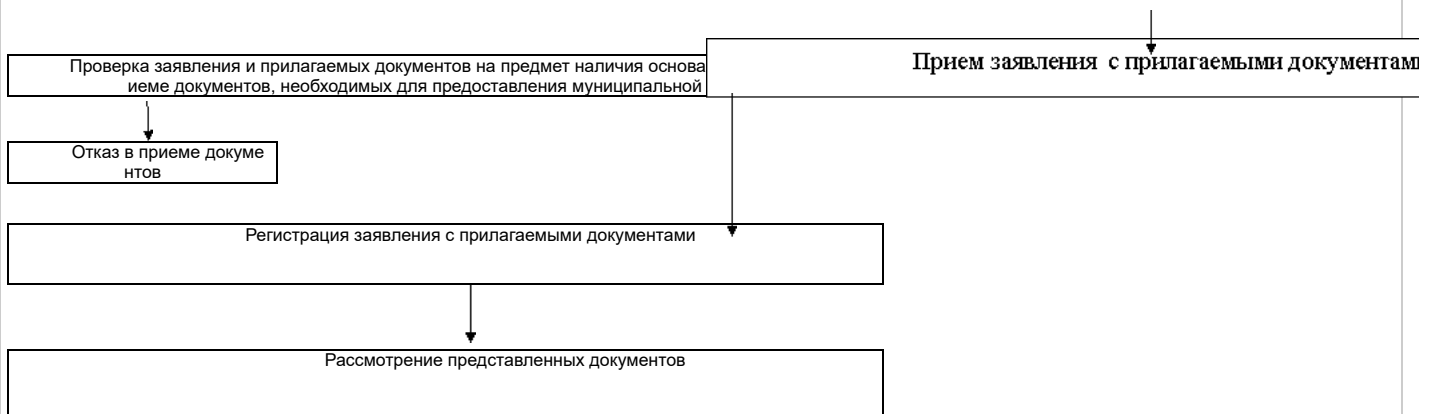 Прием заявления с прилагаемыми документам
Проверка заявления и прилагаемых документов на предмет наличия основа
иеме документов, необходимых для предоставления муниципальной
Отказ в приеме докуме
нтов
Регистрация заявления с прилагаемыми документами
Рассмотрение представленных документов